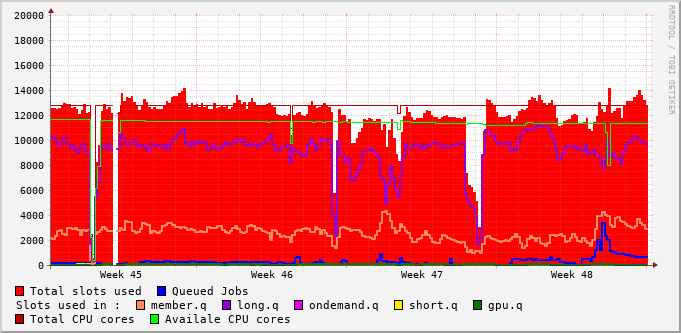 20000
18000
16000
14000
12000
10000
8000
6000
4000
2000
0
Week 45 Week 46 Week 47 Week 48
RRDTOOL / TOBI OETIKER
Total slots used Queued Jobs
Slots used in : member.q long.q ondemand.q short.q gpu.q
Total CPU cores Availale CPU cores